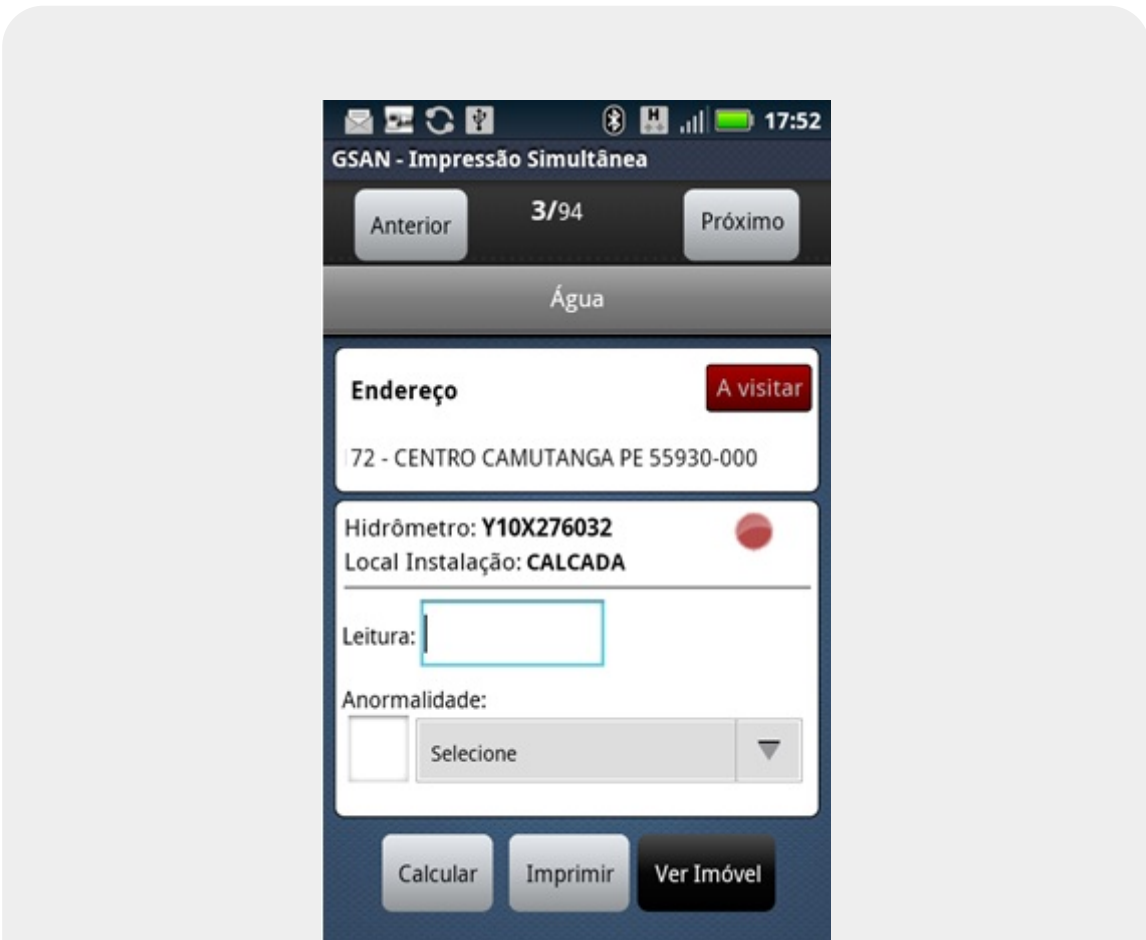 17:52
GSAN - Impressão Simultânea
Anterior 3/94 Próximo
Água
Endereço A visitar
72 - CENTRO CAMUTANGA PE 55930-000
Hidrômetro: Y10X276032
Local Instalação: CALCADA
Leitura:
Anormalidade:
Selecione
Calcular Imprimir Ver Imóvel